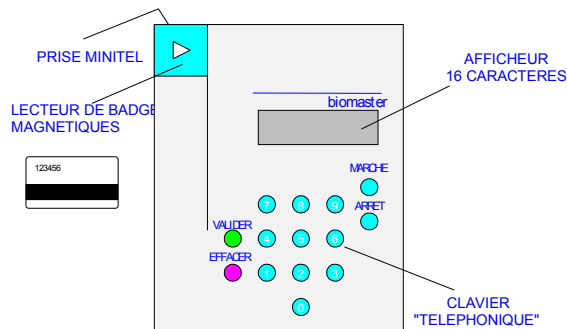 PRISE MINITEL
AFFICHEUR
16 CARACTERES
LECTEUR DE BADGE
MAGNETIQUES
biomaster
123456
MARCHE
7 8 9
ARRET
VALIDER
4 5 6
EFFACER
1 2 3
0
CLAVIER
"TELEPHONIQUE"